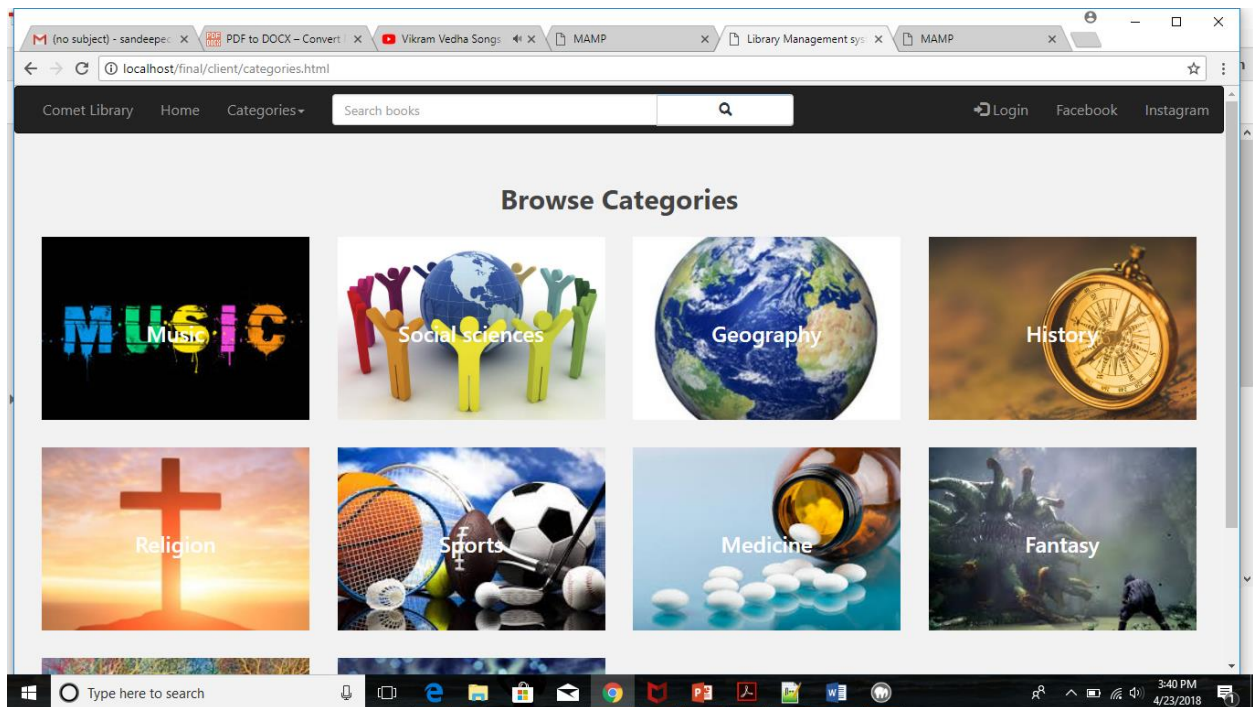 (no subject) - sandeepec
PDF to DOCX – Convert
Vikram Vedha Songs
MAMP
Library Management sys
MAMP
localhost/final/client/categories.html
Comet Library Home Categories Search books Login Facebook Instagram
Browse Categories
MUSIC
Music Social sciences Geography History
Religion Sports Medicine Fantasy
Type here to search
3:40 PM
4/23/2018